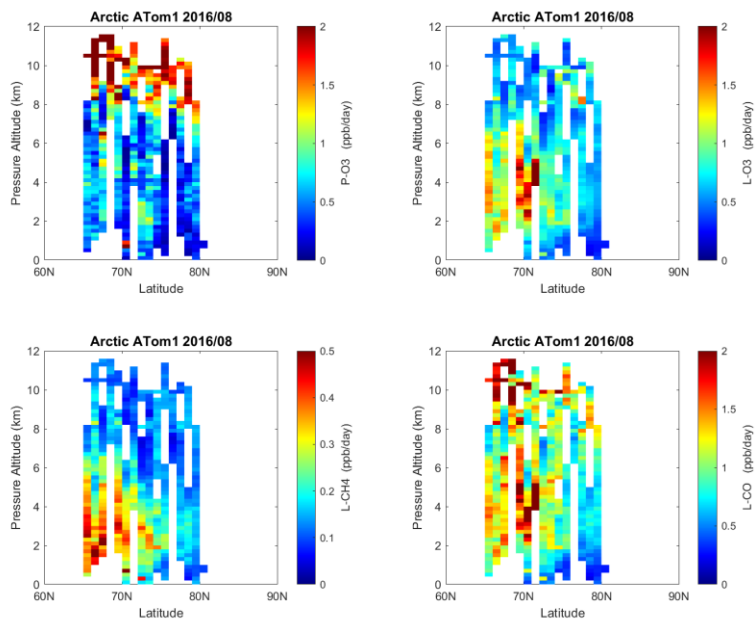 Arctic ATom1 2016/08
12
10
8
6
4
2
0
Pressure Altitude (km)
60N 70N 80N 90N
Latitude
2
1.5
1
0.5
0
P-O3 (ppb/day)
Arctic ATom1 2016/08
12
10
8
6
4
2
0
Pressure Altitude (km)
60N 70N 80N 90N
Latitude
2
1.5
1
0.5
0
L-O3 (ppb/day)
Arctic ATom1 2016/08
12
10
8
6
4
2
0
Pressure Altitude (km)
60N 70N 80N 90N
Latitude
0.5
0.4
0.3
0.2
0.1
0
L-CH4 (ppb/day)
Arctic ATom1 2016/08
12
10
8
6
4
2
0
Pressure Altitude (km)
60N 70N 80N 90N
Latitude
2
1.5
1
0.5
0
L-CO (ppb/day)